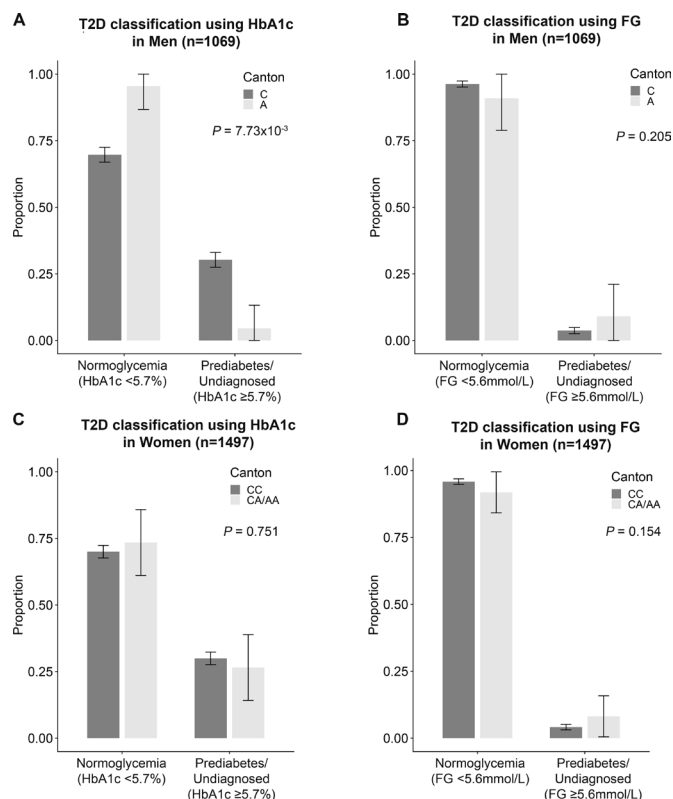 A
T2D classification using HbA1c
in Men (n=1069)
Proportion
1.00
0.75
0.50
0.25
0.00
Canton
C
A
P = 7.73x10-3
Normoglycemia
(HbA1c <5.7%)
Prediabetes/
Undiagnosed
(HbA1c ≥5.7%)
B
T2D classification using FG
in Men (n=1069)
Proportion
1.00
0.75
0.50
0.25
0.00
Canton
C
A
P = 0.205
Normoglycemia
(FG <5.6mmol/L)
Prediabetes/
Undiagnosed
(FG ≥5.6mmol/L)
C
T2D classification using HbA1c
in Women (n=1497)
Proportion
1.00
0.75
0.50
0.25
0.00
Canton
CC
CA/AA
P = 0.751
Normoglycemia
(HbA1c <5.7%)
Prediabetes/
Undiagnosed
(HbA1c ≥5.7%)
D
T2D classification using FG
in Women (n=1497)
Proportion
1.00
0.75
0.50
0.25
0.00
Canton
CC
CA/AA
P = 0.154
Normoglycemia
(FG <5.6mmol/L)
Prediabetes/
Undiagnosed
(FG ≥5.6mmol/L)